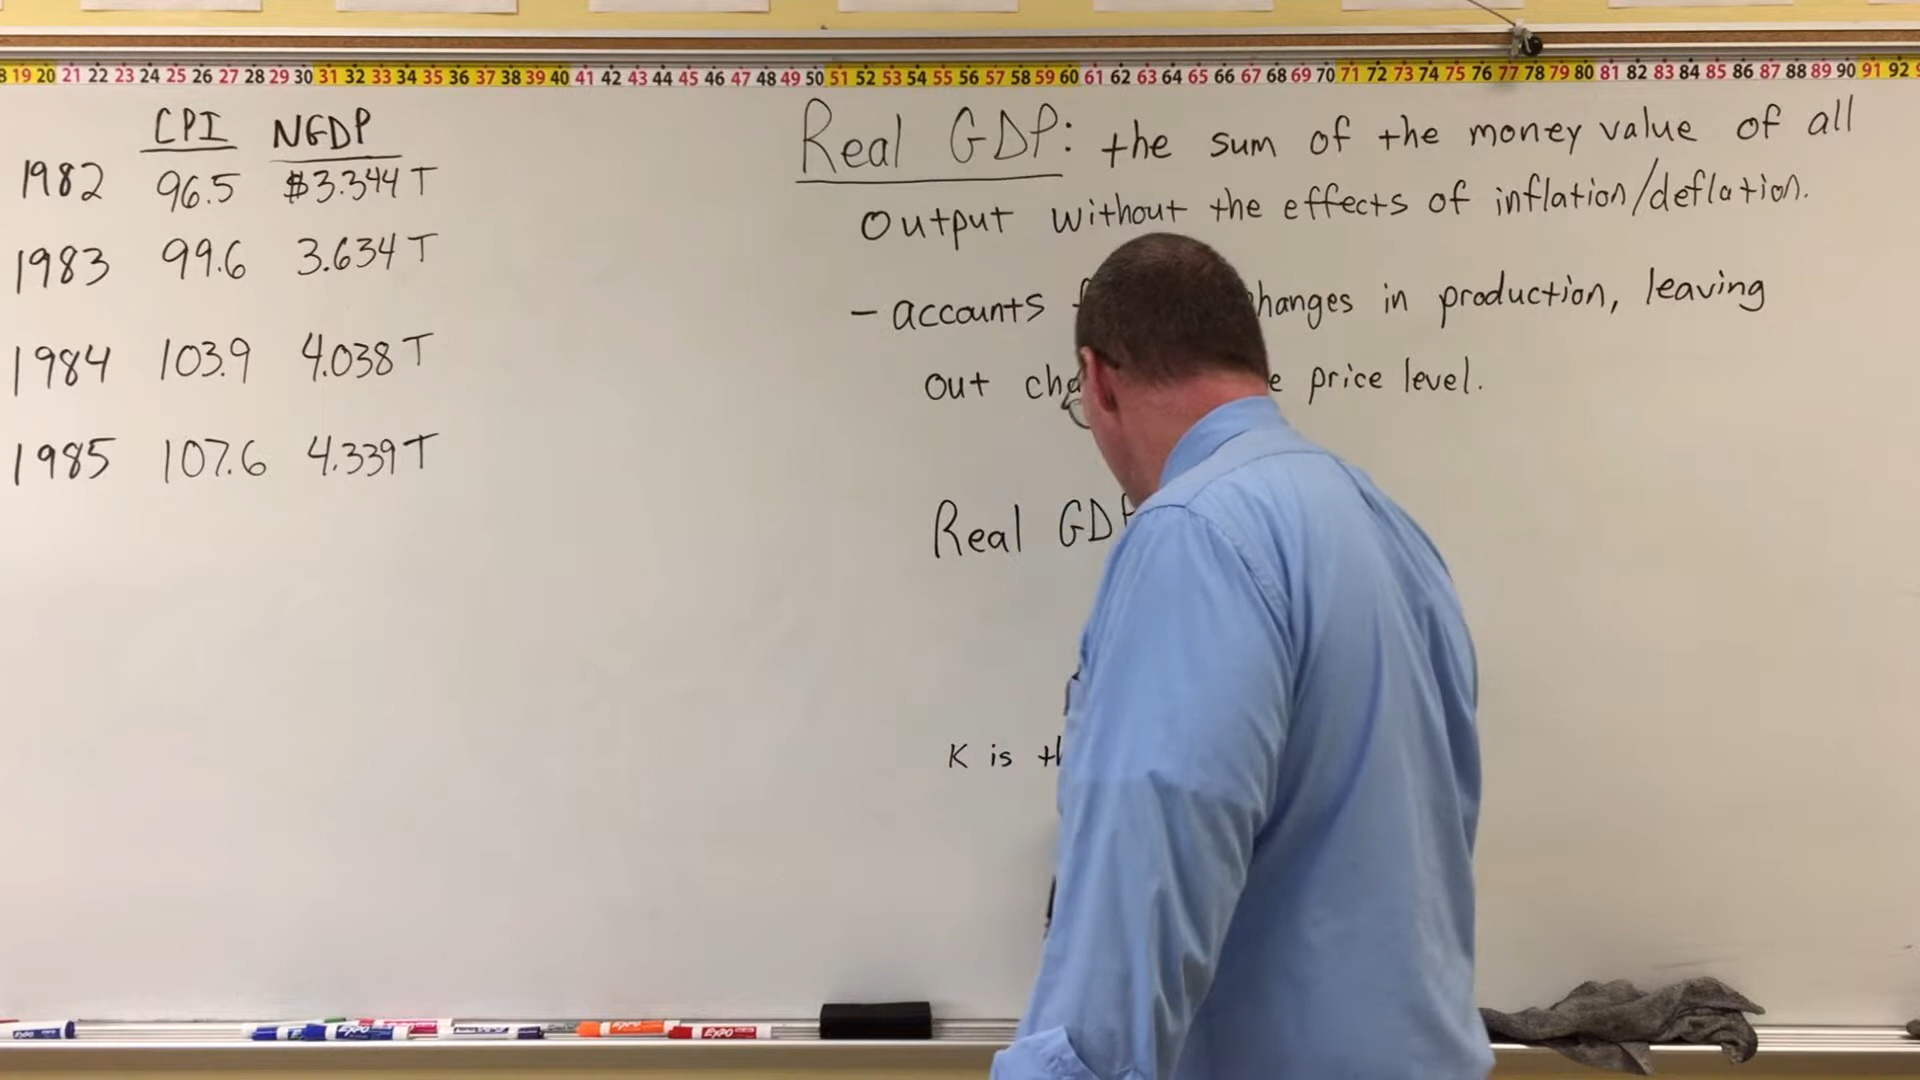 19 20 21 22 23 24 25 26 27 28 29 30 31 32 33 34 35 36 37 38 39 40 41 42 43 44 45 46 47 48 49 50 51 52 53 54 55 56 57 58 59 60 61 62 63 64 65 66 67 68 69 70 71 72 73 74 75 76 77 78 79 80 81 82 83 84 85 86 87 88 89 90 91 92
CPI NGDP
1982 96.5 $3.344 T
1983 99.6 3.634 T
1984 103.9 4.038 T
1985 107.6 4.339 T
Real GDP: the sum of the money value of all
output without the effects of inflation/deflation.
- accounts changes in production, leaving
out price level.
Real GDP
K is
EXPO
EXPO
EXPO